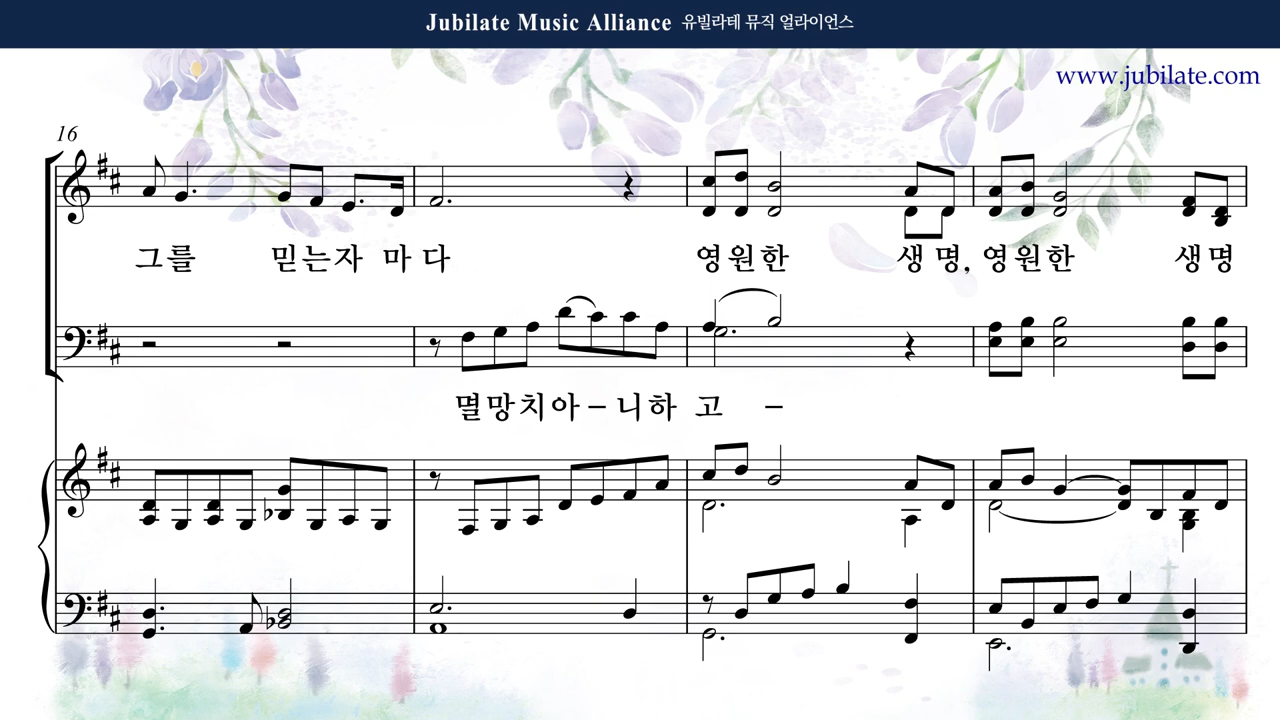 Jubilate Music Alliance 유빌라테 뮤직 얼라이언스
www.jubilate.com
16
그를 믿는자 마다 영원한 생명, 영원한 생명
멸망치아 – 니하 고 –